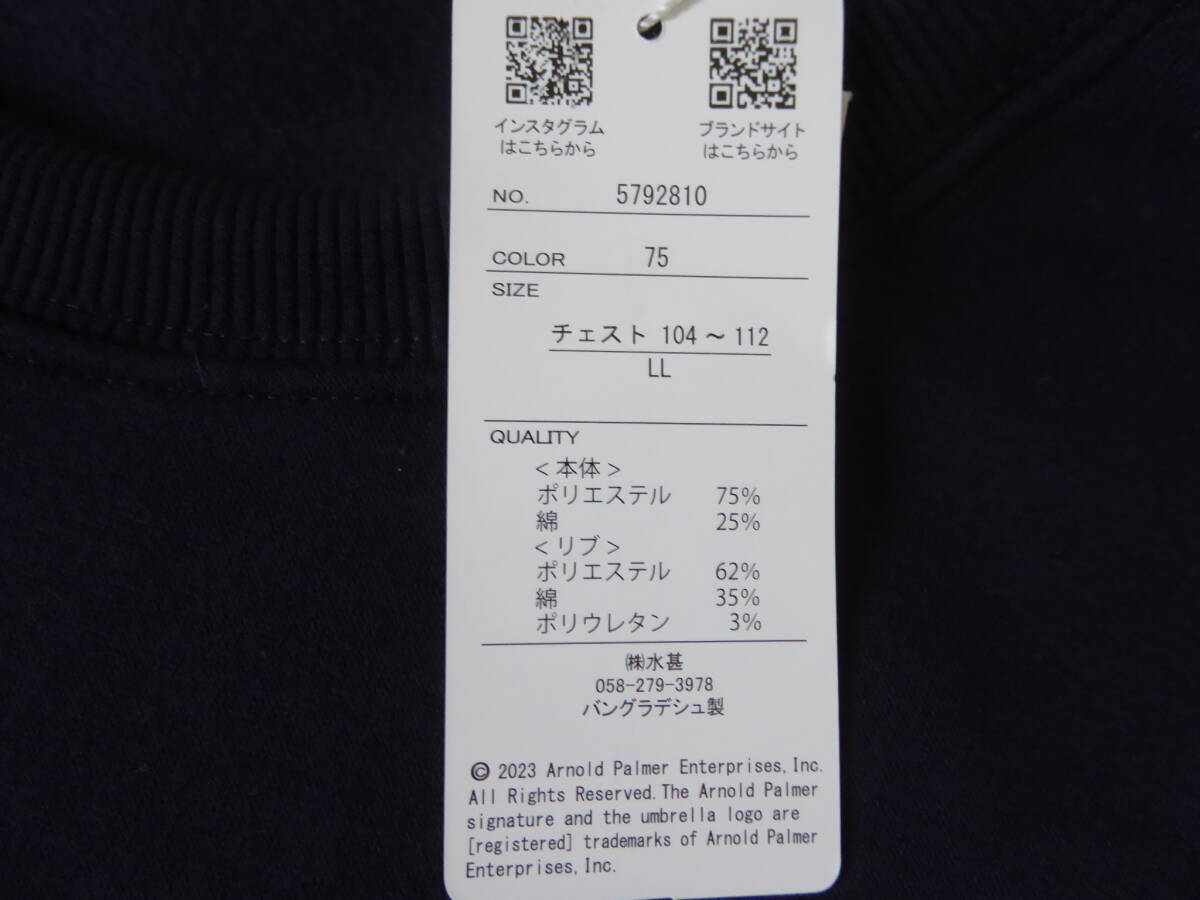 インスタグラム
はこちらから
ブランドサイト
はこちらから
NO. 5792810
COLOR 75
SIZE
チェスト 104～112
LL
QUALITY
<本体>
ポリエステル 75%
綿 25%
<リブ>
ポリエステル 62%
綿 35%
ポリウレタン 3%
㈱水甚
058-279-3978
バングラデシュ製
© 2023 Arnold Palmer Enterprises, Inc.
All Rights Reserved. The Arnold Palmer
signature and the umbrella logo are
[registered] trademarks of Arnold Palmer
Enterprises, Inc.